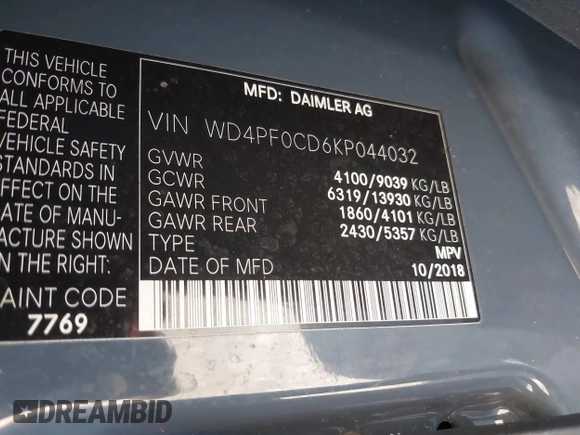 THIS VEHICLE
CONFORMS TO
ALL APPLICABLE
FEDERAL
VEHICLE SAFETY
STANDARDS IN
EFFECT ON THE
DATE OF MANU-
FACTURE SHOWN
IN THE RIGHT:
PAINT CODE
7769
MFD: DAIMLER AG
VIN WD4PF0CD6KP044032
GVWR 4100/9039 KG/LB
GCWR 6319/13930 KG/LB
GAWR FRONT 1860/4101 KG/LB
GAWR REAR 2430/5357 KG/LB
TYPE MPV
DATE OF MFD 10/2018
DREAMBID